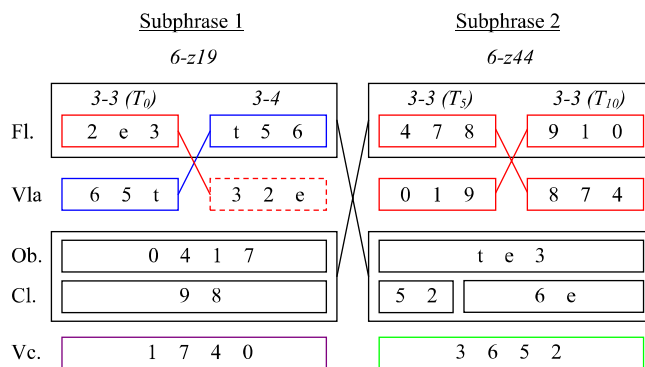 Subphrase 1 Subphrase 2
6-z19 6-z44
3-3 (T0) 3-4 3-3 (T5) 3-3 (T10)
Fl. 2 e 3 t 5 6 4 7 8 9 1 0
Vla 6 5 t 3 2 e 0 1 9 8 7 4
Ob. 0 4 1 7 t e 3
Cl. 9 8 5 2 6 e
Vc. 1 7 4 0 3 6 5 2